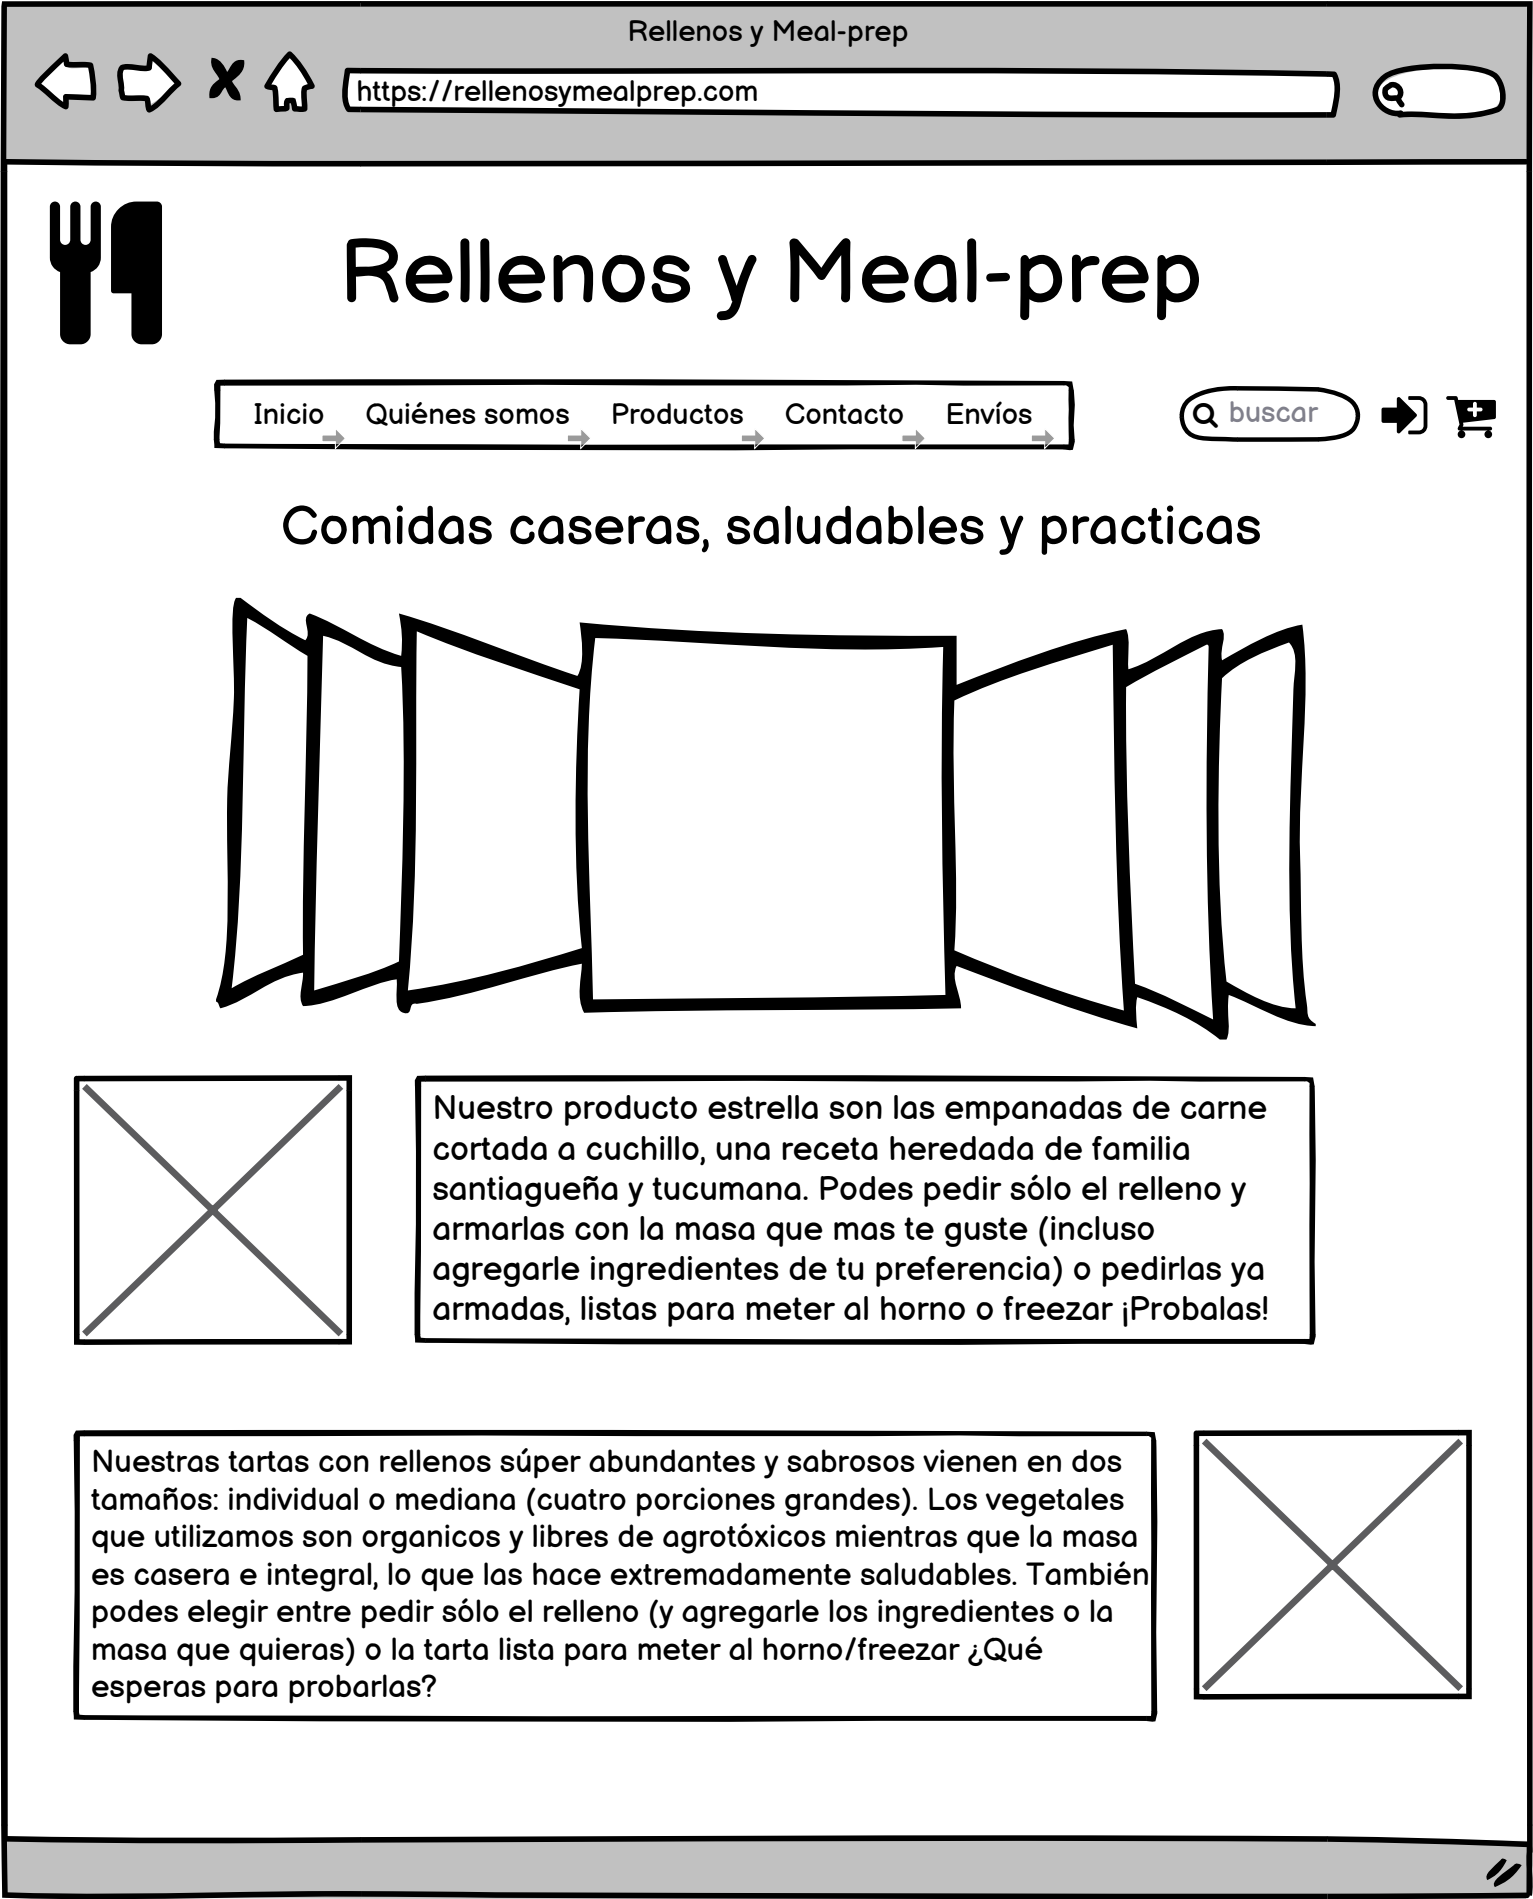 Rellenos y Meal-prep
https://rellenosymealprep.com
Rellenos y Meal-prep
Inicio Quiénes somos Productos Contacto Envíos
buscar
Comidas caseras, saludables y practicas
Nuestro producto estrella son las empanadas de carne
cortada a cuchillo, una receta heredada de familia
santiagueña y tucumana. Podes pedir sólo el relleno y
armarlas con la masa que mas te guste (incluso
agregarle ingredientes de tu preferencia) o pedirlas ya
armadas, listas para meter al horno o freezar ¡Probalas!
Nuestras tartas con rellenos súper abundantes y sabrosos vienen en dos
tamaños: individual o mediana (cuatro porciones grandes). Los vegetales
que utilizamos son organicos y libres de agrotóxicos mientras que la masa
es casera e integral, lo que las hace extremadamente saludables. También
podes elegir entre pedir sólo el relleno (y agregarle los ingredientes o la
masa que quieras) o la tarta lista para meter al horno/freezar ¿Qué
esperas para probarlas?